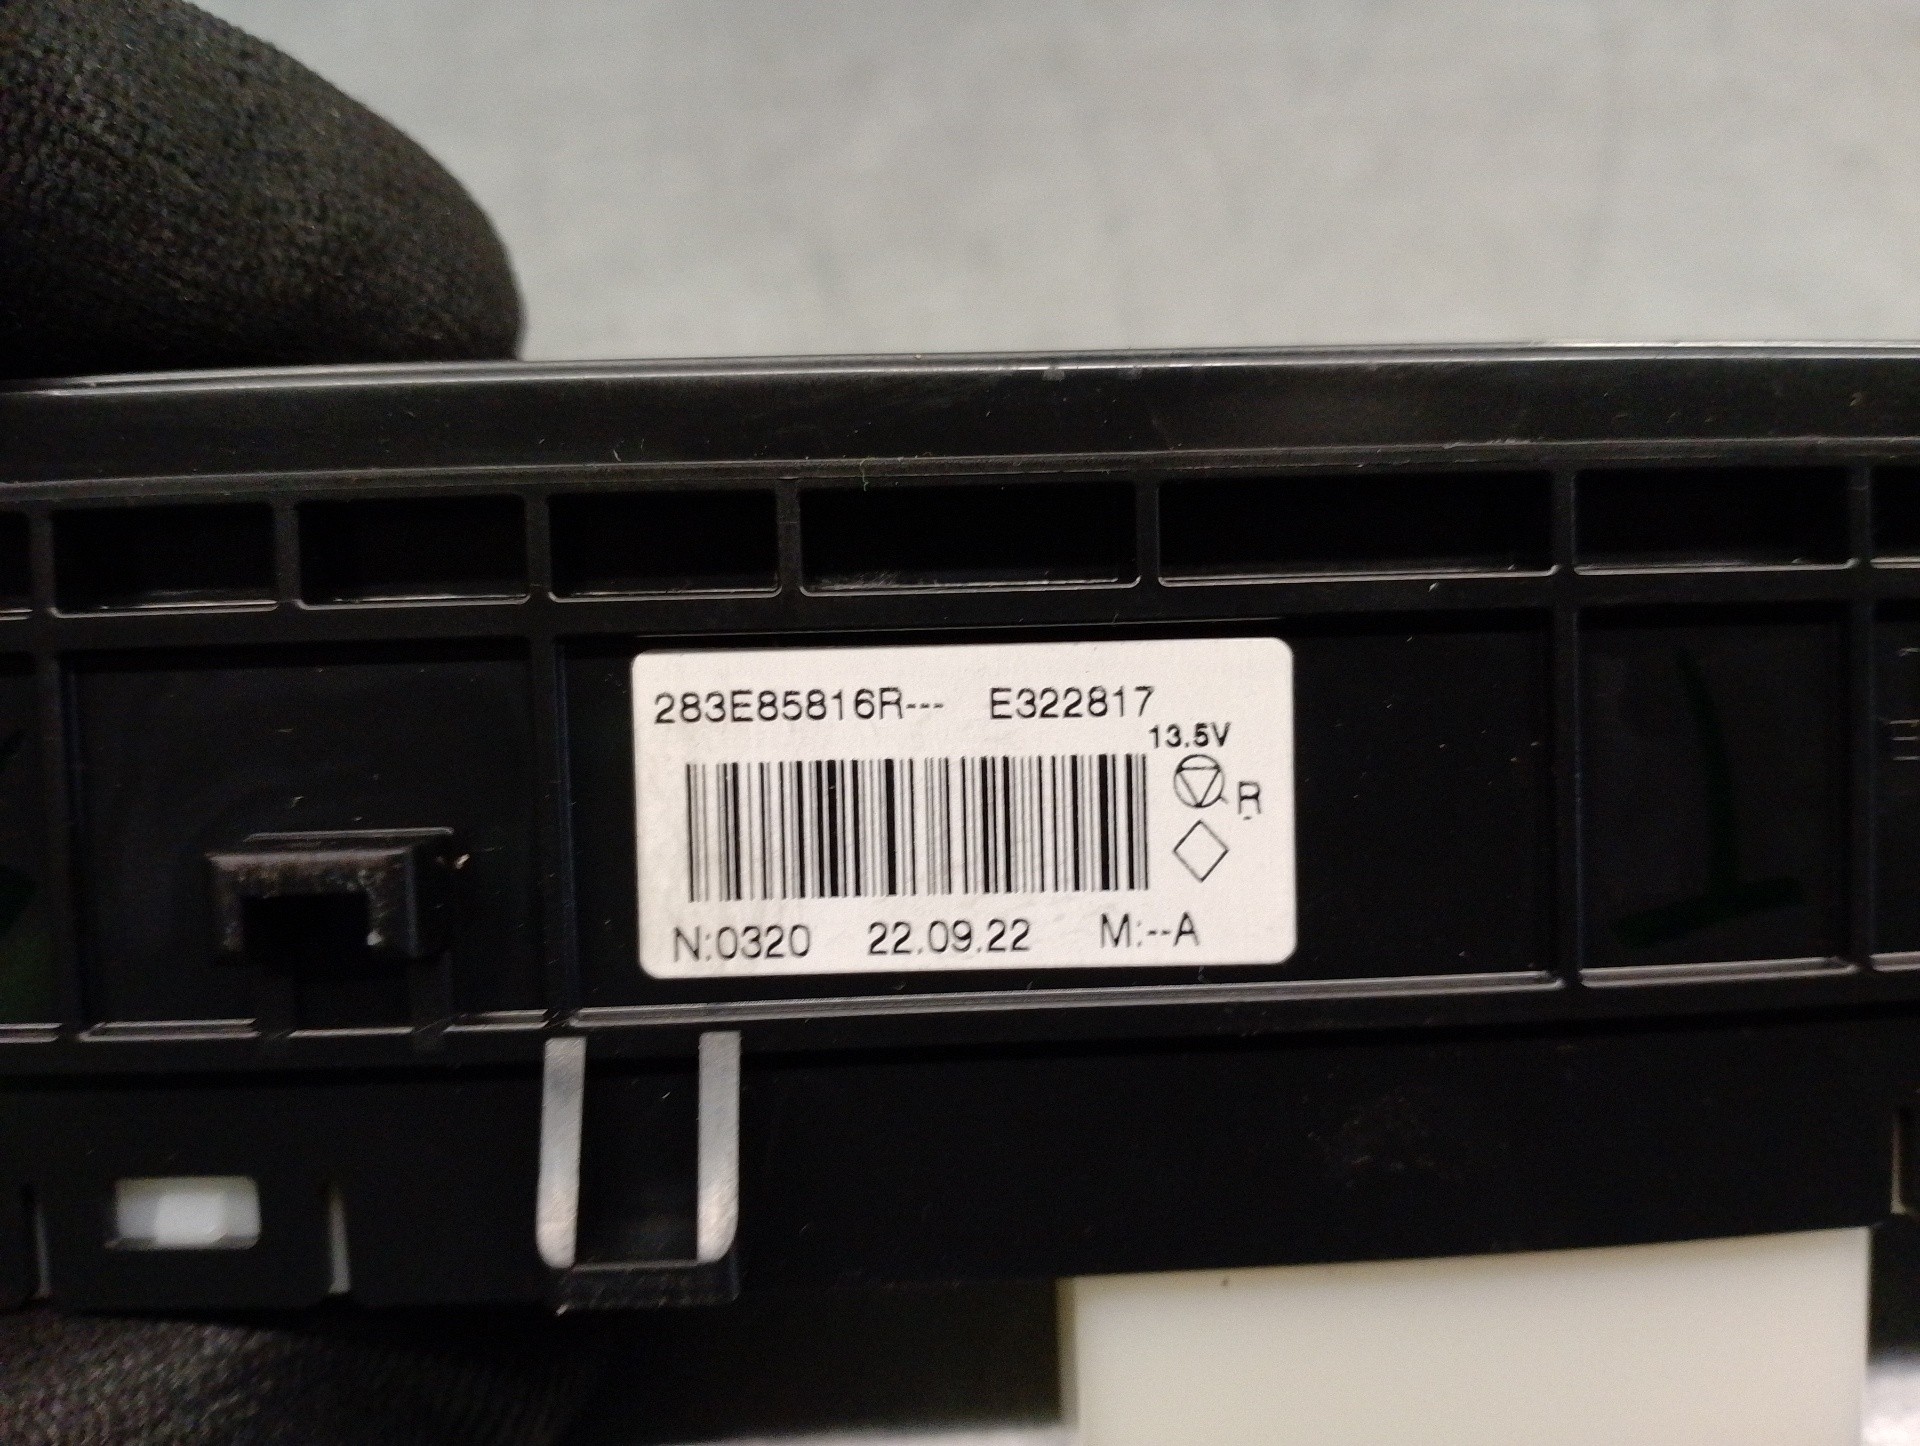 283E85816R--- E322817
13.5V
R
N:0320 22.09.22 M:--A